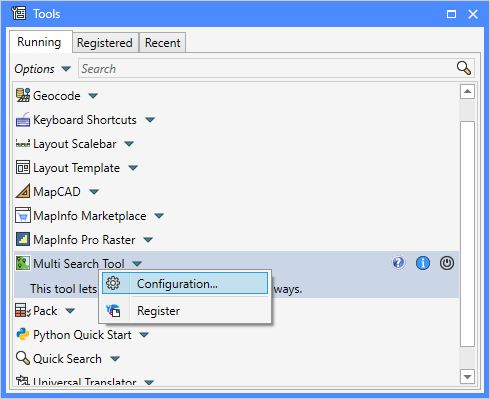 Tools
Running
Registered
Recent
Options
Search
Geocode
Keyboard Shortcuts
Layout Scalebar
Layout Template
MapCAD
MapInfo Marketplace
MapInfo Pro Raster
Multi Search Tool
Configuration...
This tool lets ways.
Register
Pack
Python Quick Start
Quick Search
Universal Translator